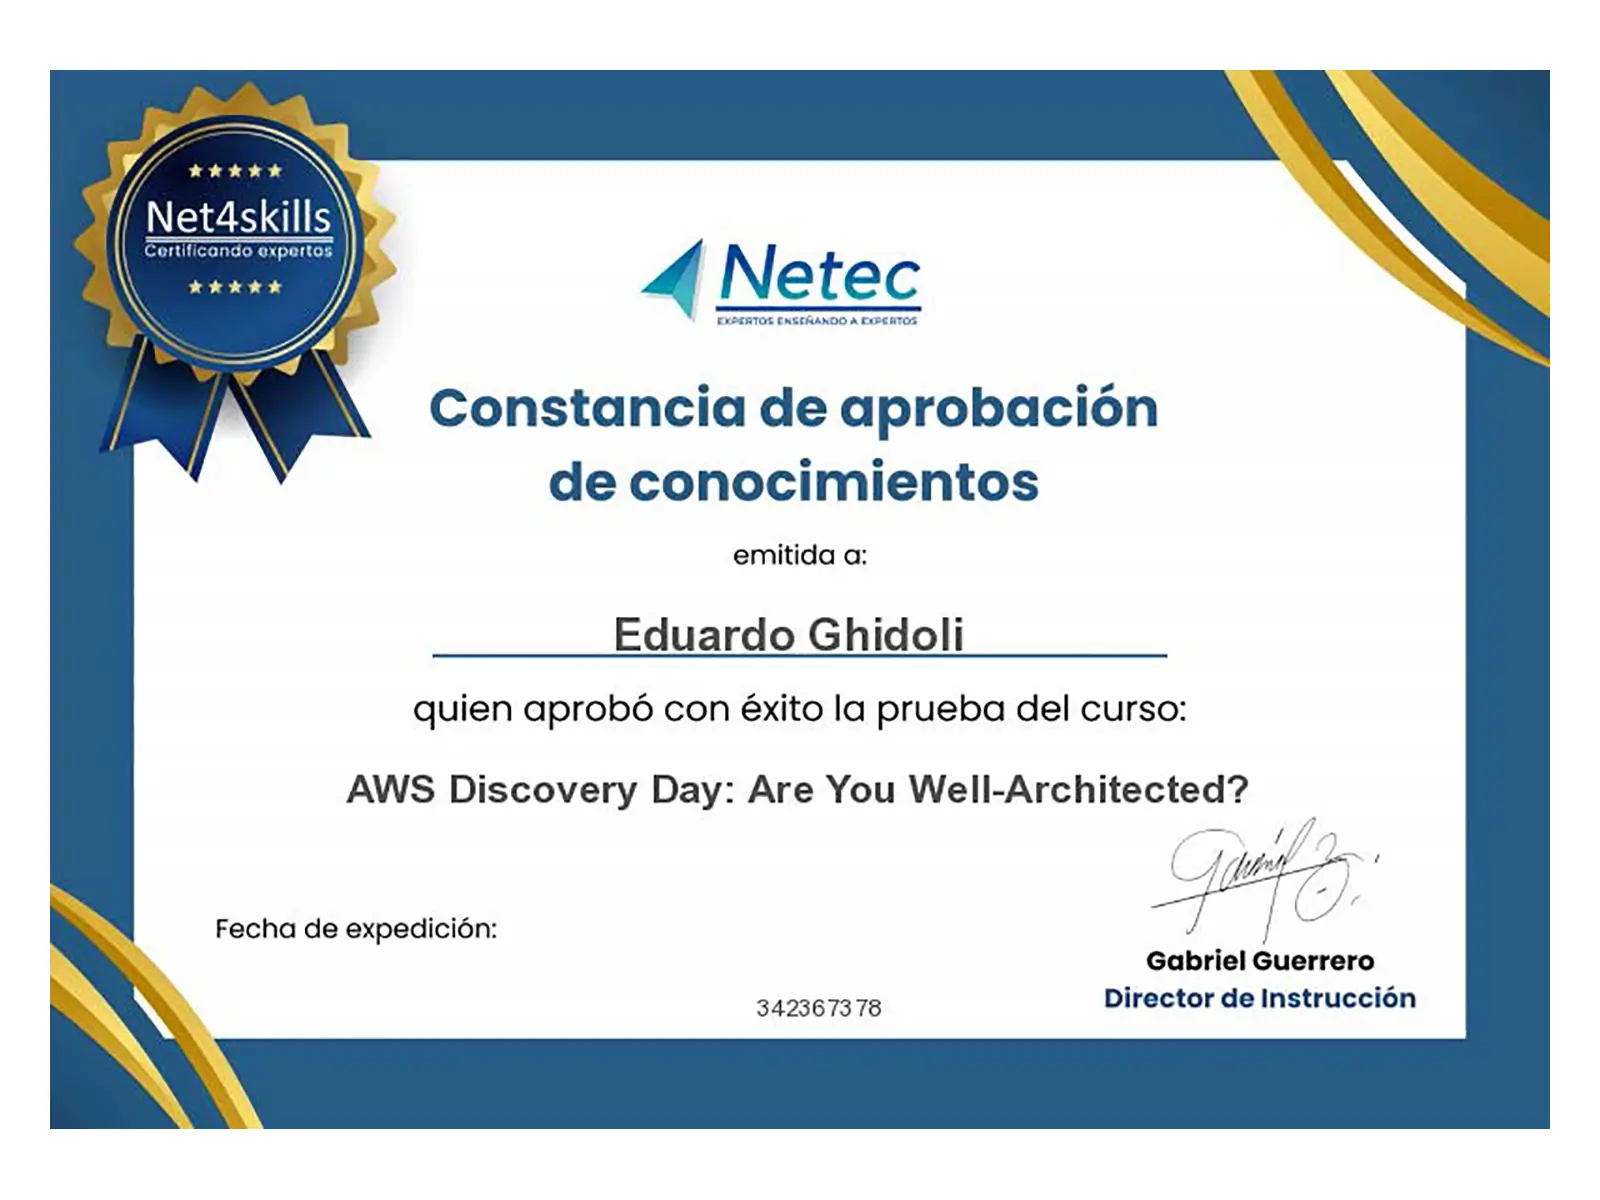 Net4skills
Certificando expertos
Netec
EXPERTOS ENSEÑANDO A EXPERTOS
Constancia de aprobación
de conocimientos
emitida a:
Eduardo Ghidoli
quien aprobó con éxito la prueba del curso:
AWS Discovery Day: Are You Well-Architected?
Fecha de expedición:
Gabriel Guerrero
Director de Instrucción
342367378